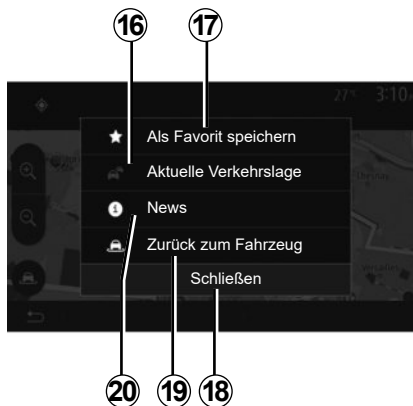 16 17
27° 3:10
Als Favorit speichern
Aktuelle Verkehrslage
News
Zurück zum Fahrzeug
Schließen
20 19 18